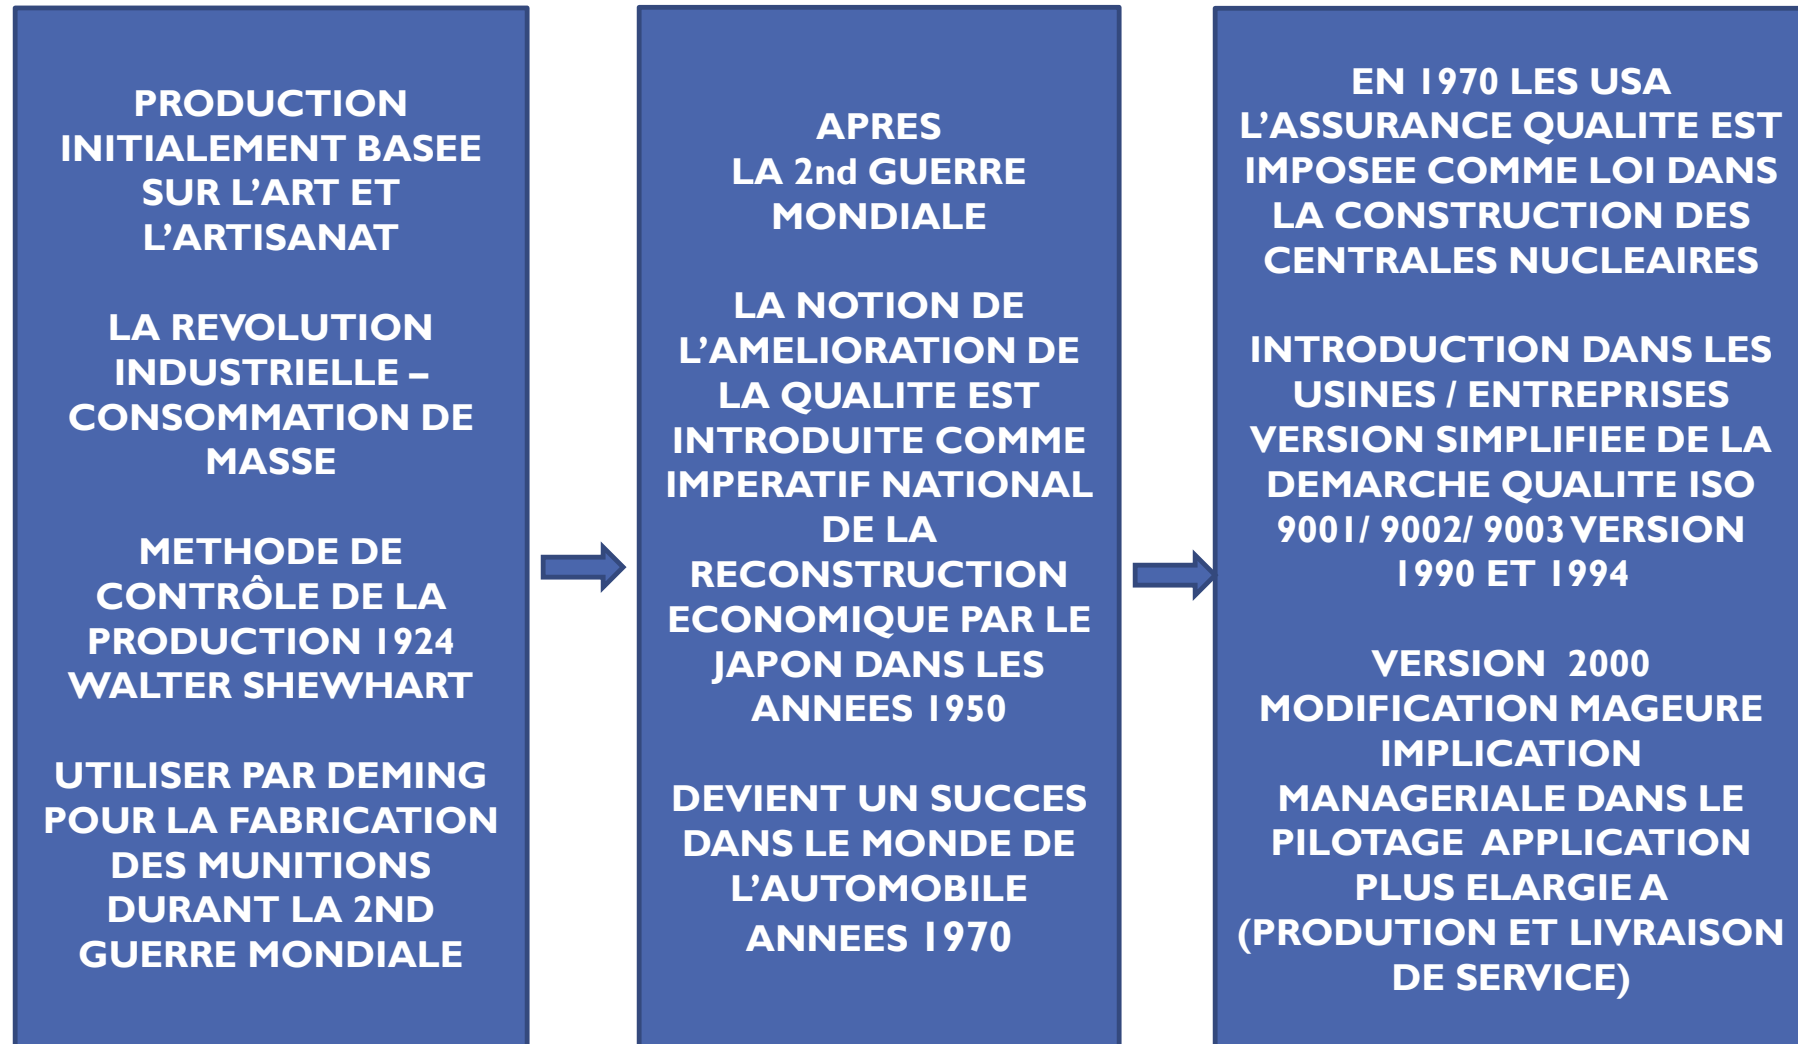 PRODUCTION
INITIALEMENT BASEE
SUR L’ART ET
L’ARTISANAT
LA REVOLUTION
INDUSTRIELLE –
CONSOMMATION DE
MASSE
METHODE DE
CONTRÔLE DE LA
PRODUCTION 1924
WALTER SHEWHART
UTILISER PAR DEMING
POUR LA FABRICATION
DES MUNITIONS
DURANT LA 2ND
GUERRE MONDIALE
APRES
LA 2nd GUERRE
MONDIALE
LA NOTION DE
L’AMELIORATION DE
LA QUALITE EST
INTRODUITE COMME
IMPERATIF NATIONAL
DE LA
RECONSTRUCTION
ECONOMIQUE PAR LE
JAPON DANS LES
ANNEES 1950
DEVIENT UN SUCCES
DANS LE MONDE DE
L’AUTOMOBILE
ANNEES 1970
EN 1970 LES USA
L’ASSURANCE QUALITE EST
IMPOSEE COMME LOI DANS
LA CONSTRUCTION DES
CENTRALES NUCLEAIRES
INTRODUCTION DANS LES
USINES / ENTREPRISES
VERSION SIMPLIFIEE DE LA
DEMARCHE QUALITE ISO
9001/ 9002/ 9003 VERSION
1990 ET 1994
VERSION 2000
MODIFICATION MAGEURE
IMPLICATION
MANAGERIALE DANS LE
PILOTAGE APPLICATION
PLUS ELARGIE A
(PRODUTION ET LIVRAISON
DE SERVICE)